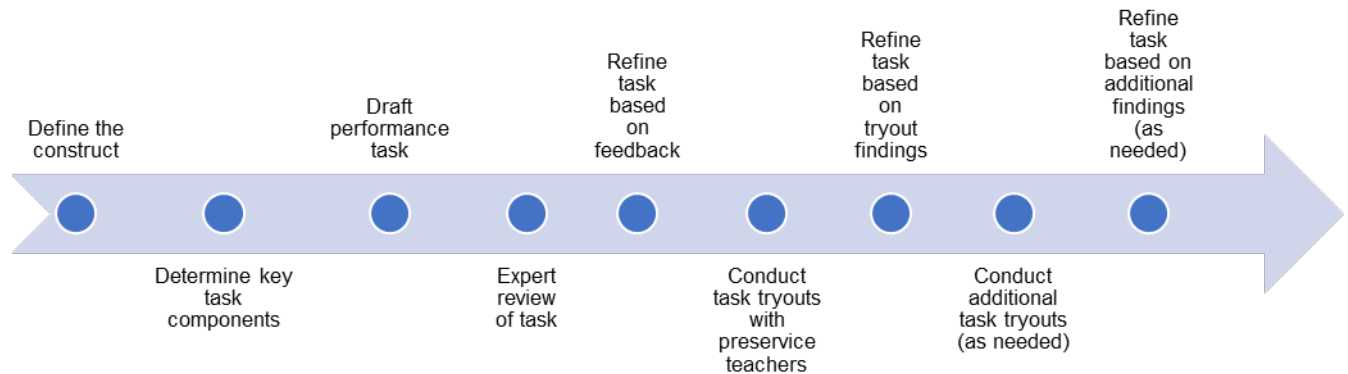 Define the
construct
Determine key
task
components
Draft
performance
task
Expert
review
of task
Refine
task
based
on
feedback
Conduct
task tryouts
with
preservice
teachers
Refine
task
based
on
tryout
findings
Conduct
additional
task tryouts
(as needed)
Refine
task
based on
additional
findings
(as
needed)